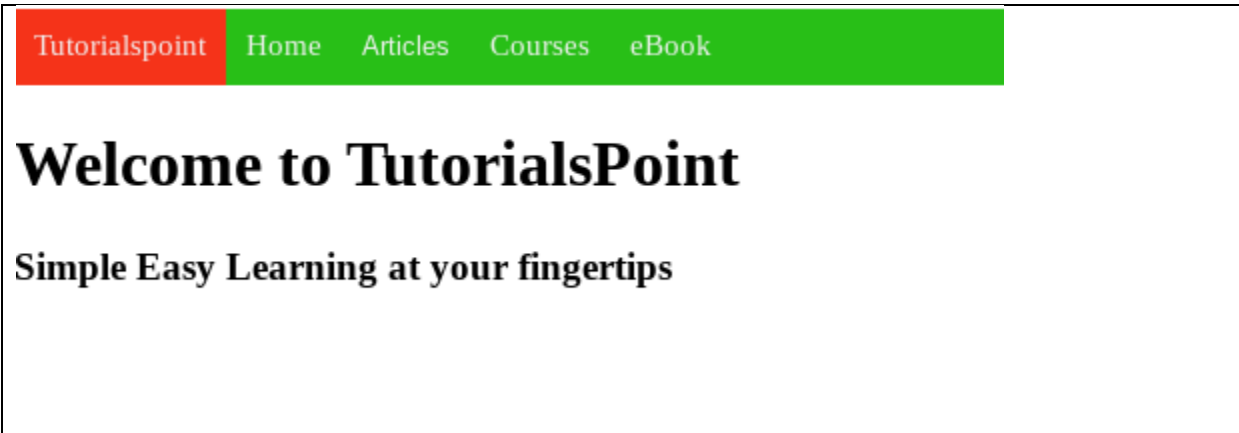 Tutorialspoint Home Articles Courses eBook
Welcome to TutorialsPoint
Simple Easy Learning at your fingertips